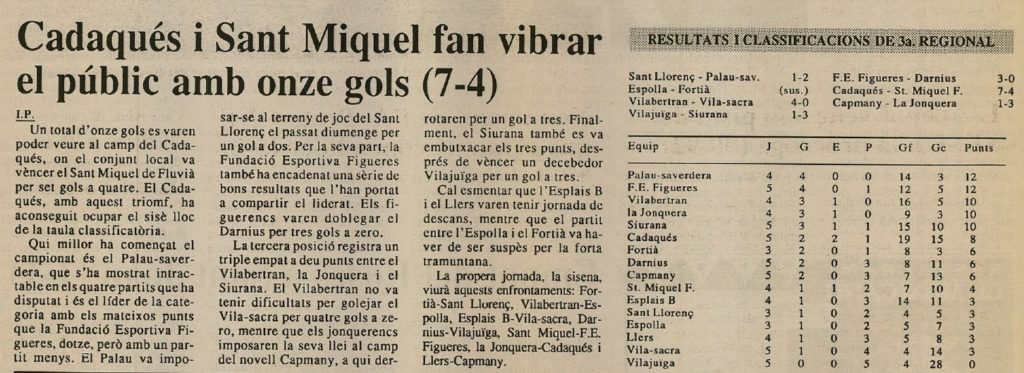 Cadaqués i Sant Miquel fan vibrar
el públic amb onze gols (7-4)
I.P.
Un total d'onze gols es varen
poder veure al camp del Cada-
qués, on el conjunt local va
vèncer el Sant Miquel de Fluvià
per set gols a quatre. El Cada-
qués, amb aquest triomf, ha
aconseguit ocupar el sisè lloc
de la taula classificatòria.
Qui millor ha començat el
campionat és el Palau-saver-
dera, que s'ha mostrat intrac-
table en els quatre partits que ha
disputat i és el líder de la cate-
goria amb els mateixos punts
que la Fundació Esportiva Fi-
gueres, dotze, però amb un par-
tit menys. El Palau va impo-
sar-se al terreny de joc del Sant
Llorenç el passat diumenge per
un gol a dos. Per la seva part, la
Fundació Esportiva Figueres
també ha encadenat una sèrie de
bons resultats que l'han portat
a compartir el liderat. Els fi-
guerencs varen doblegar el
Darnius per tres gols a zero.
La tercera posició registra un
triple empat a deu punts entre el
Vilabertran, la Jonquera i el
Siurana. El Vilabertran no va
tenir dificultats per golejar el
Vila-sacra per quatre gols a ze-
ro, mentre que els jonquerencs
imposaren la seva llei al camp
del novell Capmany, a qui der-
rotaren per un gol a tres. Final-
ment, el Siurana també es va
embutxacar els tres punts, des-
prés de vèncer un decebedor
Vilajuïga per un gol a tres.
Cal esmentar que l'Esplais B
i el Llers varen tenir jornada de
descans, mentre que el partit
entre l'Espolla i el Fortià va ha-
ver de ser suspès per la forta
tramuntana.
La propera jornada, la sisena,
viurà aquests enfrontaments: For-
tià-Sant Llorenç, Vilabertran-Es-
polla, Esplais B-Vila-sacra, Dar-
nius-Vilajuïga, Sant Miquel-F.E.
Figueres, la Jonquera-Cadaqués i
Llers-Capmany.
RESULTATS I CLASSIFICACIONS DE 3a. REGIONAL
Sant Llorenç - Palau-sav. 1-2 F.E. Figueres - Darnius 3-0
Espolla - Fortià (sus.) Cadaqués - St. Miquel F. 7-4
Vilabertran - Vila-sacra 4-0 Capmany - La Jonquera 1-3
Vilajuïga - Siurana 1-3
Equip J G E P Gf Gc Punts
Palau-saverdera 4 4 0 0 14 3 12
F.E. Figueres 5 4 0 1 12 5 12
Vilabertran 4 3 1 0 16 5 10
la Jonquera 4 3 1 0 9 3 10
Siurana 5 3 1 1 15 10 10
Cadaqués 5 2 2 1 19 15 8
Fortià 3 2 0 1 8 3 6
Darnius 5 2 0 3 8 11 6
Capmany 5 2 0 3 7 13 6
St. Miquel F. 4 1 1 2 7 10 4
Esplais B 4 1 0 3 14 11 3
Sant Llorenç 3 1 0 2 4 5 3
Espolla 3 1 0 2 5 7 3
Llers 4 1 0 3 5 8 3
Vila-sacra 5 1 0 4 4 14 3
Vilajuïga 5 0 0 5 4 28 0